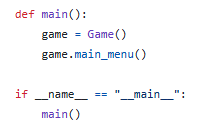 def main():
    game = Game()
    game.main_menu()

if __name__ == "__main__":
    main()